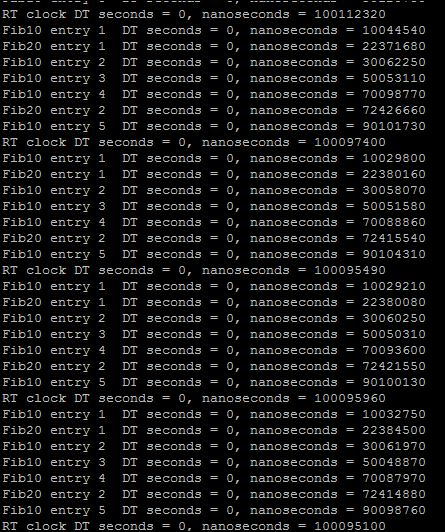 RT clock DT seconds = 0, nanoseconds = 100112320
Fib10 entry 1  DT seconds = 0, nanoseconds = 10044540
Fib20 entry 1  DT seconds = 0, nanoseconds = 22371680
Fib10 entry 2  DT seconds = 0, nanoseconds = 30062250
Fib10 entry 3  DT seconds = 0, nanoseconds = 50053110
Fib10 entry 4  DT seconds = 0, nanoseconds = 70098770
Fib20 entry 2  DT seconds = 0, nanoseconds = 72426660
Fib10 entry 5  DT seconds = 0, nanoseconds = 90101730
RT clock DT seconds = 0, nanoseconds = 100097400
Fib10 entry 1  DT seconds = 0, nanoseconds = 10029800
Fib20 entry 1  DT seconds = 0, nanoseconds = 22380160
Fib10 entry 2  DT seconds = 0, nanoseconds = 30058070
Fib10 entry 3  DT seconds = 0, nanoseconds = 50051580
Fib10 entry 4  DT seconds = 0, nanoseconds = 70088860
Fib20 entry 2  DT seconds = 0, nanoseconds = 72415540
Fib10 entry 5  DT seconds = 0, nanoseconds = 90104310
RT clock DT seconds = 0, nanoseconds = 100095490
Fib10 entry 1  DT seconds = 0, nanoseconds = 10029210
Fib20 entry 1  DT seconds = 0, nanoseconds = 22380080
Fib10 entry 2  DT seconds = 0, nanoseconds = 30060250
Fib10 entry 3  DT seconds = 0, nanoseconds = 50050310
Fib10 entry 4  DT seconds = 0, nanoseconds = 70093600
Fib20 entry 2  DT seconds = 0, nanoseconds = 72421550
Fib10 entry 5  DT seconds = 0, nanoseconds = 90100130
RT clock DT seconds = 0, nanoseconds = 100095960
Fib10 entry 1  DT seconds = 0, nanoseconds = 10032750
Fib20 entry 1  DT seconds = 0, nanoseconds = 22384500
Fib10 entry 2  DT seconds = 0, nanoseconds = 30061970
Fib10 entry 3  DT seconds = 0, nanoseconds = 50048870
Fib10 entry 4  DT seconds = 0, nanoseconds = 70087970
Fib20 entry 2  DT seconds = 0, nanoseconds = 72414880
Fib10 entry 5  DT seconds = 0, nanoseconds = 90098760
RT clock DT seconds = 0, nanoseconds = 100095100